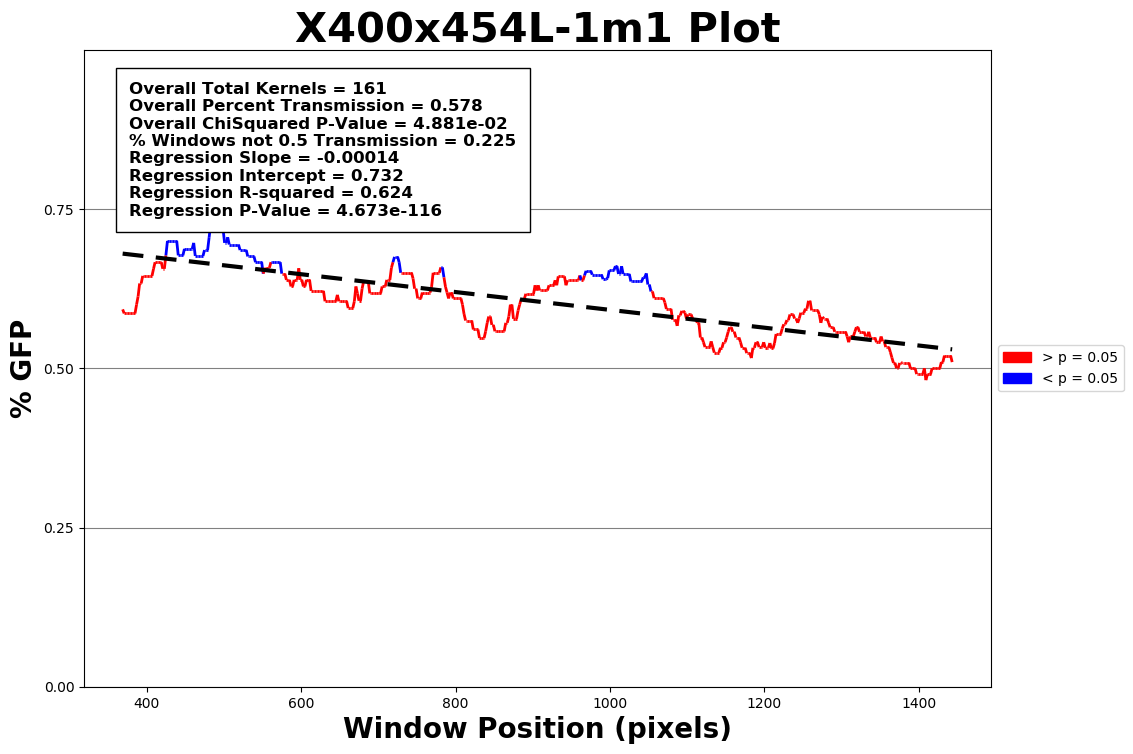 X400x454L-1m1 Plot
Overall Total Kernels = 161
Overall Percent Transmission = 0.578
Overall ChiSquared P-Value = 4.881e-02
% Windows not 0.5 Transmission = 0.225
Regression Slope = -0.00014
Regression Intercept = 0.732
Regression R-squared = 0.624
Regression P-Value = 4.673e-116
% GFP
0.75
0.50
0.25
0.00
> p = 0.05
< p = 0.05
400 600 800 1000 1200 1400
Window Position (pixels)